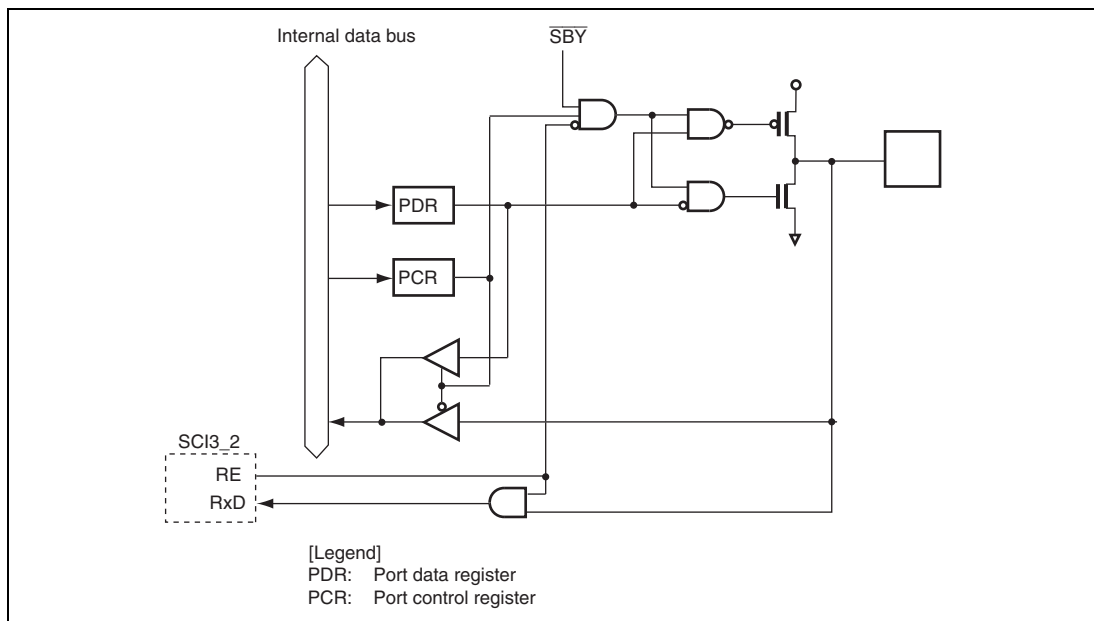 Internal data bus
SBY
PDR
PCR
SCI3_2
RE
RxD
[Legend]
PDR: Port data register
PCR: Port control register